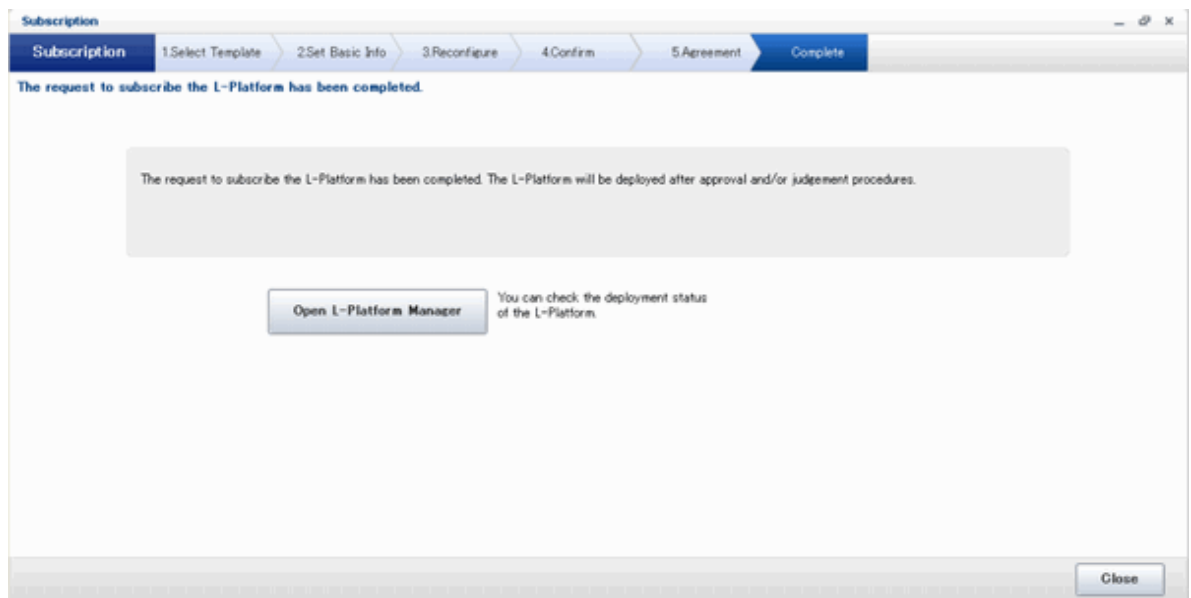 Subscription
Subscription 1.Select Template 2.Set Basic Info 3.Reconfigure 4.Confirm 5.Agreement Complete
The request to subscribe the L-Platform has been completed.
The request to subscribe the L-Platform has been completed. The L-Platform will be deployed after approval and/or judgement procedures.
Open L-Platform Manager
You can check the deployment status
of the L-Platform.
Close